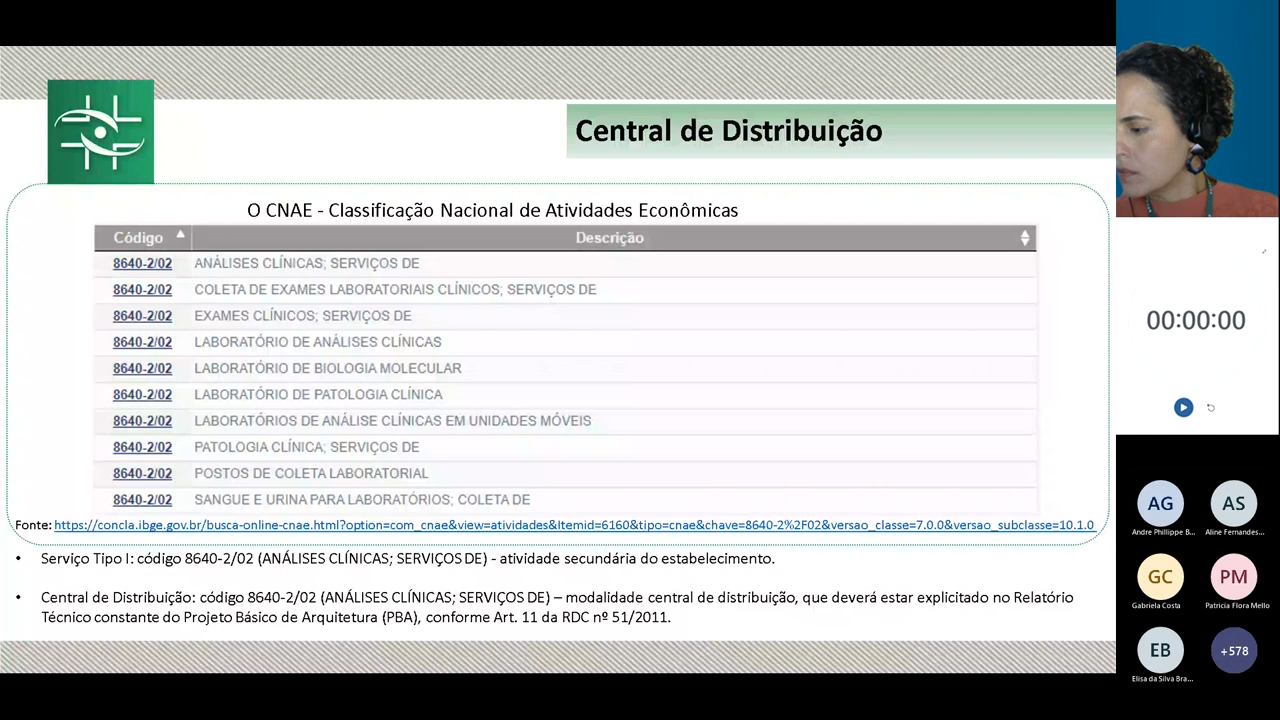 Central de Distribuição
O CNAE - Classificação Nacional de Atividades Econômicas
Código Descrição
8640-2/02 ANÁLISES CLÍNICAS; SERVIÇOS DE
8640-2/02 COLETA DE EXAMES LABORATORIAIS CLÍNICOS; SERVIÇOS DE
8640-2/02 EXAMES CLÍNICOS; SERVIÇOS DE
8640-2/02 LABORATÓRIO DE ANÁLISES CLÍNICAS
8640-2/02 LABORATÓRIO DE BIOLOGIA MOLECULAR
8640-2/02 LABORATÓRIO DE PATOLOGIA CLÍNICA
8640-2/02 LABORATÓRIOS DE ANÁLISE CLÍNICAS EM UNIDADES MÓVEIS
8640-2/02 PATOLOGIA CLÍNICA; SERVIÇOS DE
8640-2/02 POSTOS DE COLETA LABORATORIAL
8640-2/02 SANGUE E URINA PARA LABORATÓRIOS; COLETA DE
Fonte: https://concla.ibge.gov.br/busca-online-cnae.html?option=com_cnae&view=atividades&Itemid=6160&tipo=cnae&chave=8640-2%2F02&versao_classe=7.0.0&versao_subclasse=10.1.0
• Serviço Tipo I: código 8640-2/02 (ANÁLISES CLÍNICAS; SERVIÇOS DE) - atividade secundária do estabelecimento.
• Central de Distribuição: código 8640-2/02 (ANÁLISES CLÍNICAS; SERVIÇOS DE) – modalidade central de distribuição, que deverá estar explicitado no Relatório
Técnico constante do Projeto Básico de Arquitetura (PBA), conforme Art. 11 da RDC nº 51/2011.
00:00:00
AG AS
Andre Phillippe B... Aline Fernandes...
GC PM
Gabriela Costa Patricia Flora Mello
EB +578
Elisa da Silva Bra...